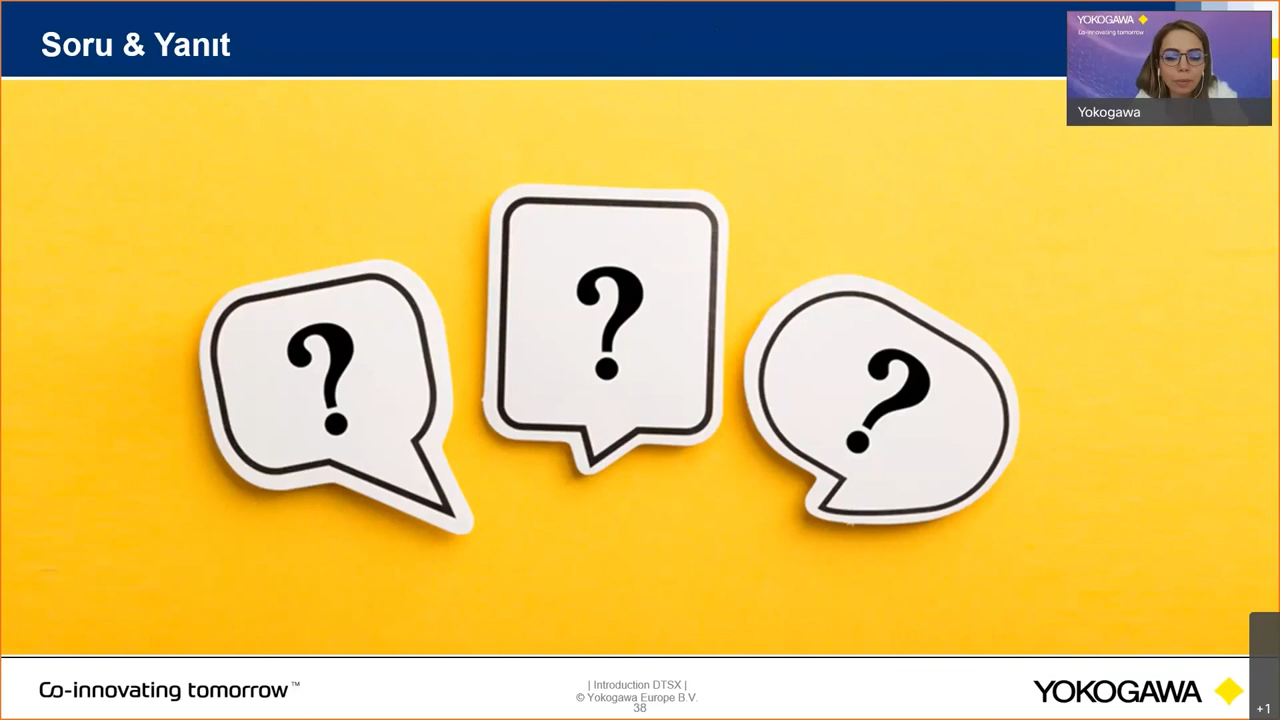 Soru & Yanıt
YOKOGAWA
Co-innovating tomorrow
Yokogawa
?
?
?
Co-innovating tomorrow™
| Introduction DTSX |
© Yokogawa Europe B.V.
38
YOKOGAWA
+1